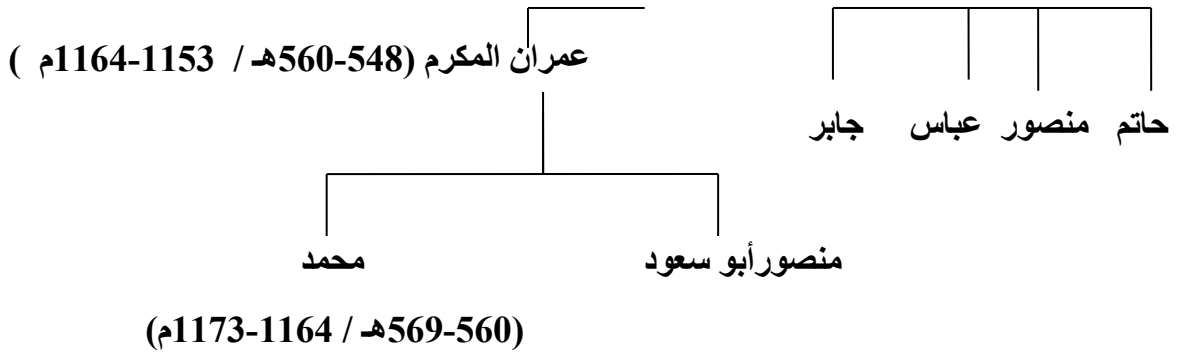 عمران المكرم (548-560هـ / 1153-1164م )
حاتم منصور عباس جابر
منصورأبو سعود محمد
(560-569هـ / 1164-1173م)